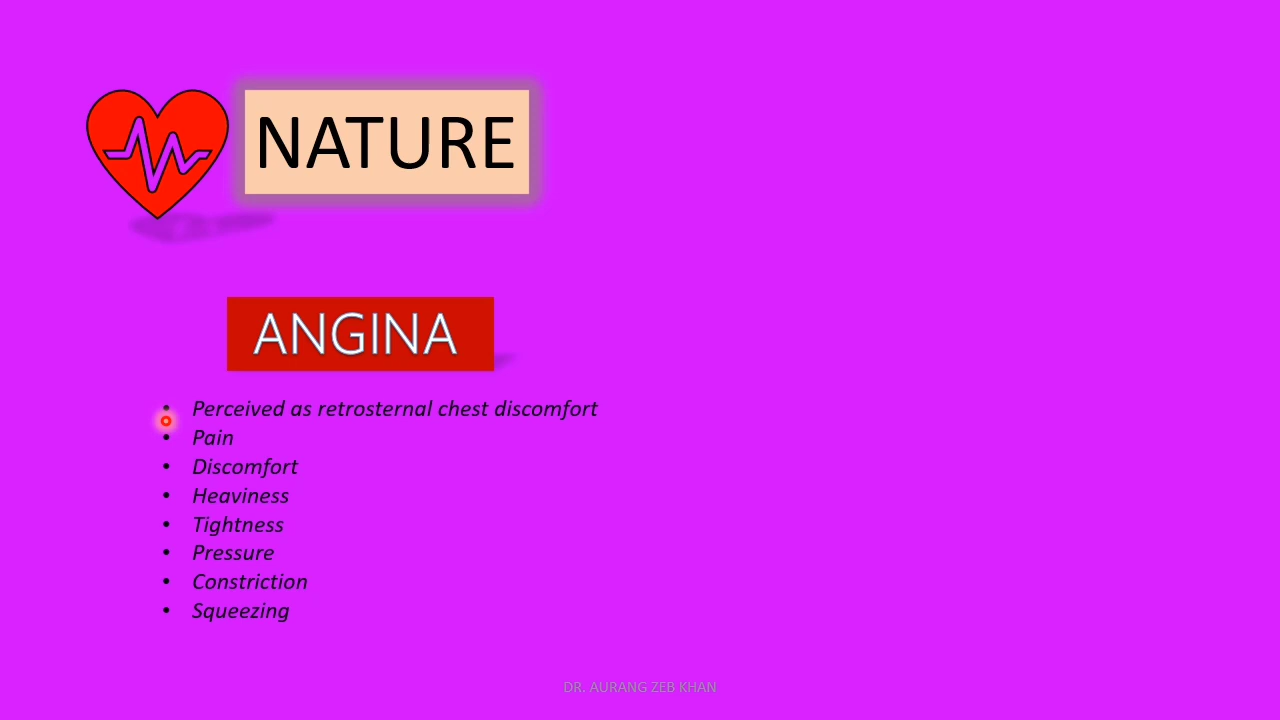 NATURE
ANGINA
• Perceived as retrosternal chest discomfort
• Pain
• Discomfort
• Heaviness
• Tightness
• Pressure
• Constriction
• Squeezing
DR. AURANG ZEB KHAN